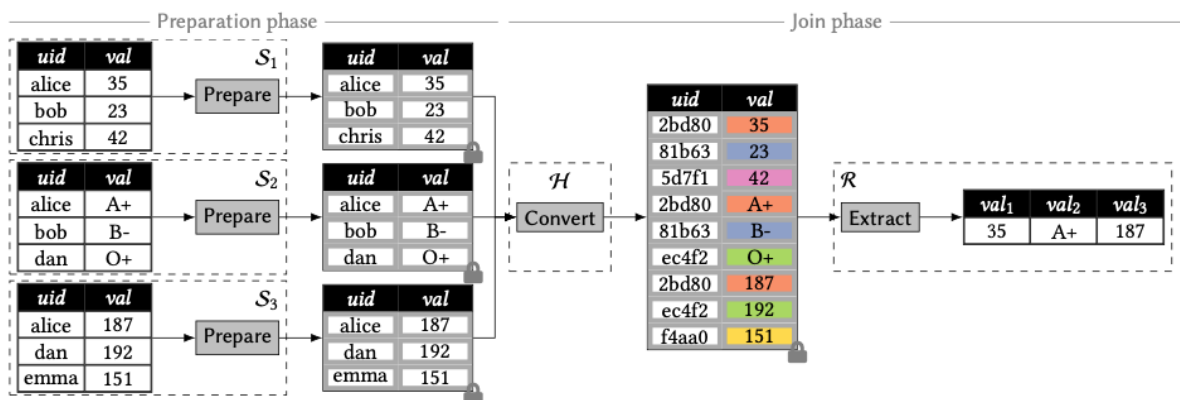 Preparation phase
Join phase
uid val
alice 35
bob 23
chris 42
S₁
Prepare
uid val
alice 35
bob 23
chris 42
uid val
alice A+
bob B-
dan O+
S₂
Prepare
uid val
alice A+
bob B-
dan O+
uid val
alice 187
dan 192
emma 151
S₃
Prepare
uid val
alice 187
dan 192
emma 151
H
Convert
uid val
2bd80 35
81b63 23
5d7f1 42
2bd80 A+
81b63 B-
ec4f2 O+
2bd80 187
ec4f2 192
f4aa0 151
R
Extract
val₁ val₂ val₃
35 A+ 187